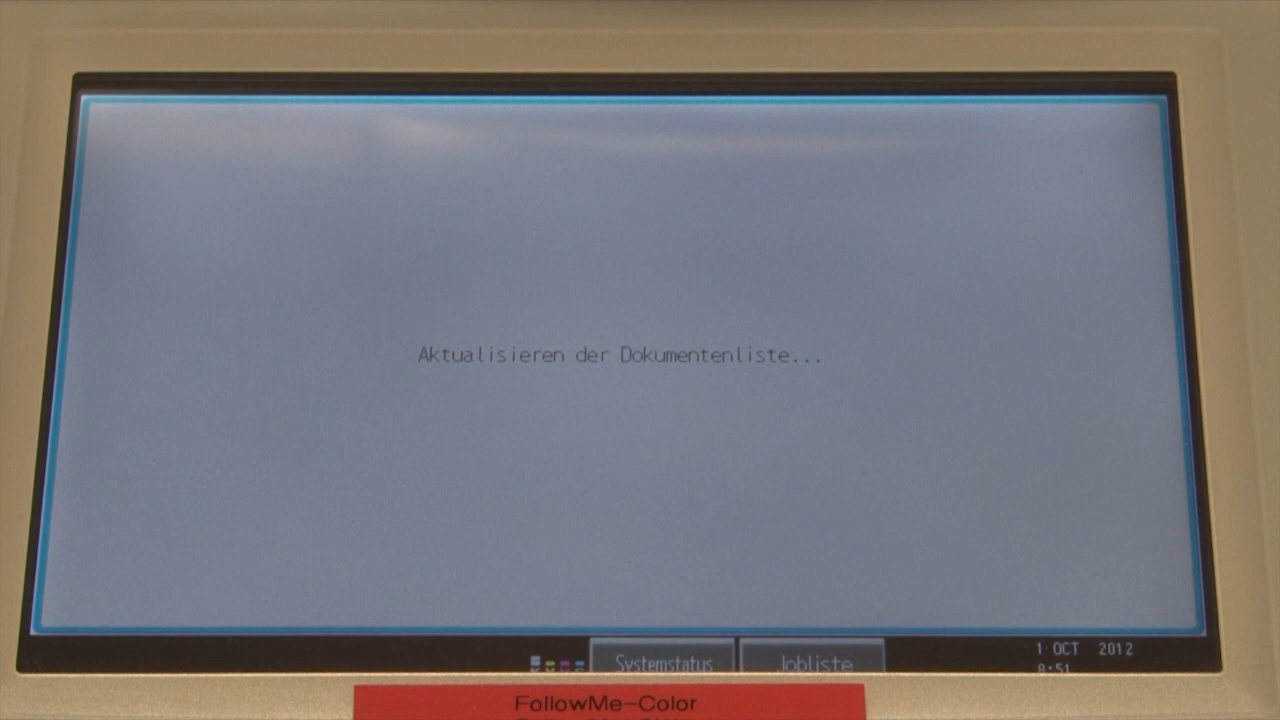 Aktualisieren der Dokumentenliste...
Systemstatus
Jobliste
1 OCT 2012
8:51
FollowMe-Color